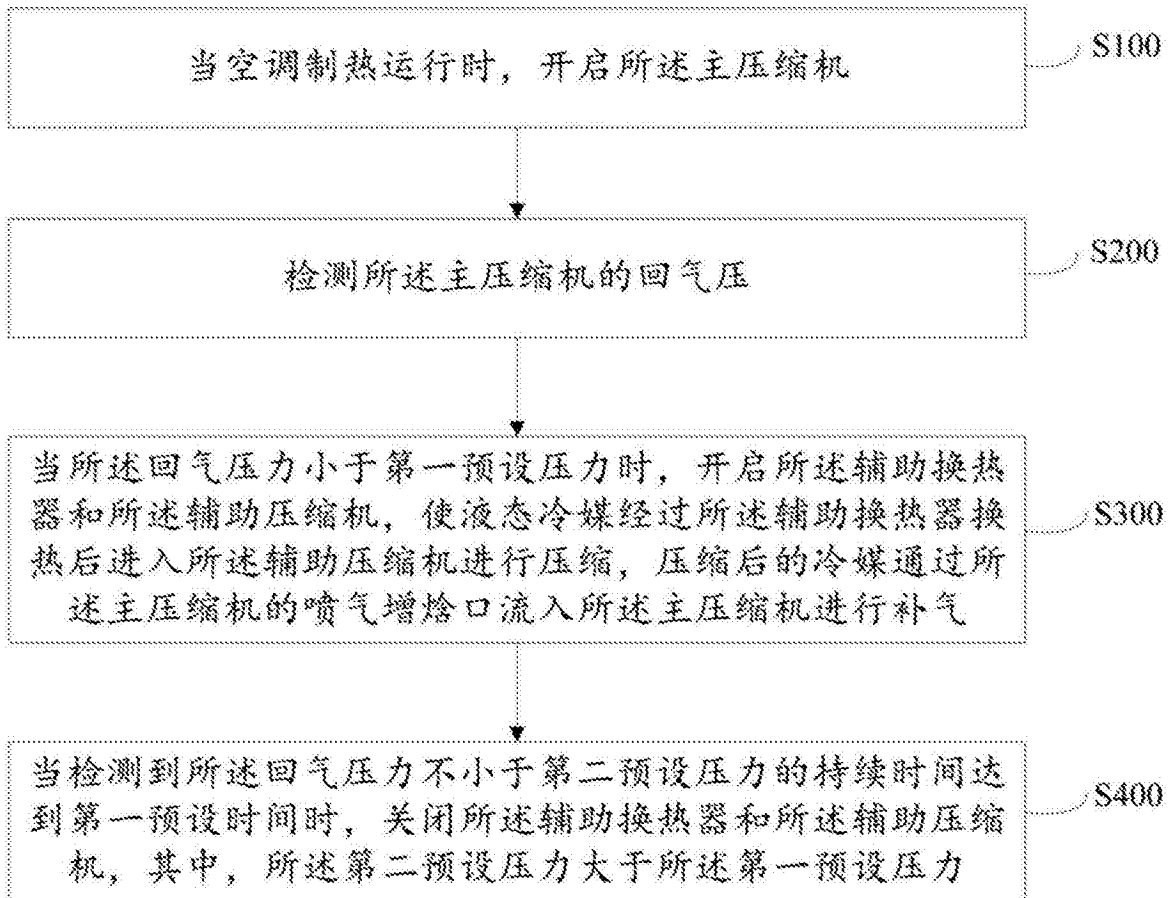 当空调制热运行时，开启所述主压缩机
S100
检测所述主压缩机的回气压
S200
当所述回气压力小于第一预设压力时，开启所述辅助换热
器和所述辅助压缩机，使液态冷媒经过所述辅助换热器换
热后进入所述辅助压缩机进行压缩，压缩后的冷媒通过所
述主压缩机的喷气增焓口流入所述主压缩机进行补气
S300
当检测到所述回气压力不小于第二预设压力的持续时间达
到第一预设时间时，关闭所述辅助换热器和所述辅助压缩
机，其中，所述第二预设压力大于所述第一预设压力
S400